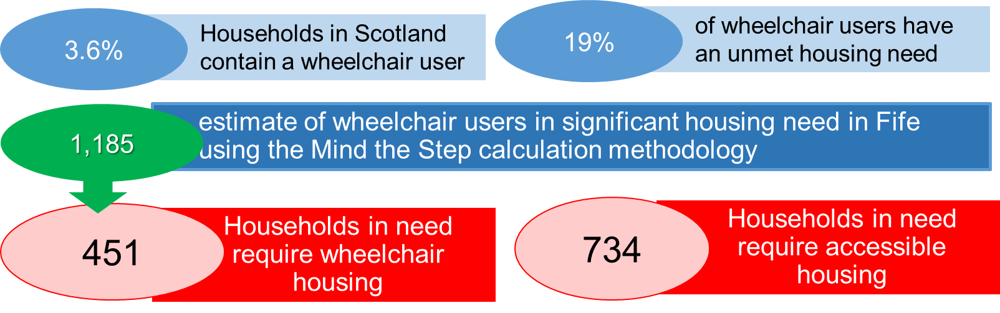 3.6%
Households in Scotland
contain a wheelchair user
19%
of wheelchair users have
an unmet housing need
1,185
estimate of wheelchair users in significant housing need in Fife
using the Mind the Step calculation methodology
451
Households in need
require wheelchair
housing
734
Households in need
require accessible
housing